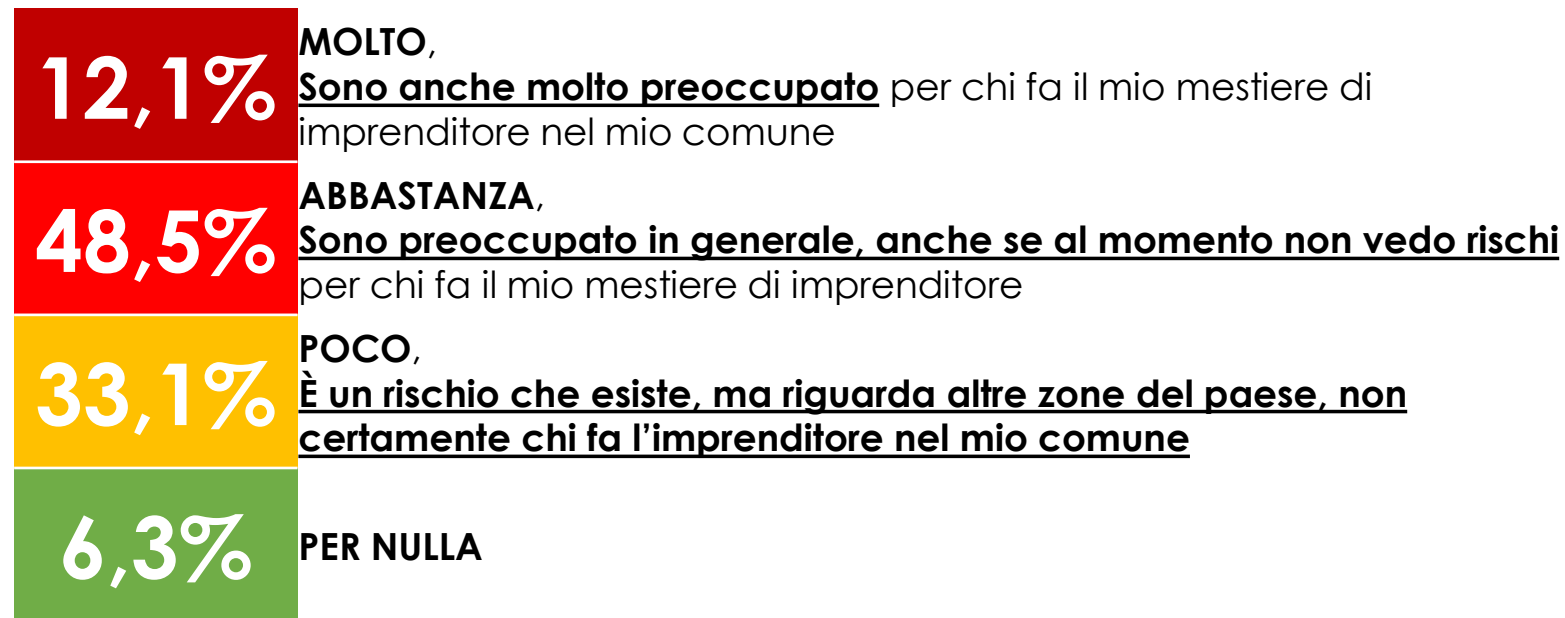 12,1%
MOLTO,
Sono anche molto preoccupato per chi fa il mio mestiere di
imprenditore nel mio comune
48,5%
ABBASTANZA,
Sono preoccupato in generale, anche se al momento non vedo rischi
per chi fa il mio mestiere di imprenditore
33,1%
POCO,
È un rischio che esiste, ma riguarda altre zone del paese, non
certamente chi fa l’imprenditore nel mio comune
6,3%
PER NULLA